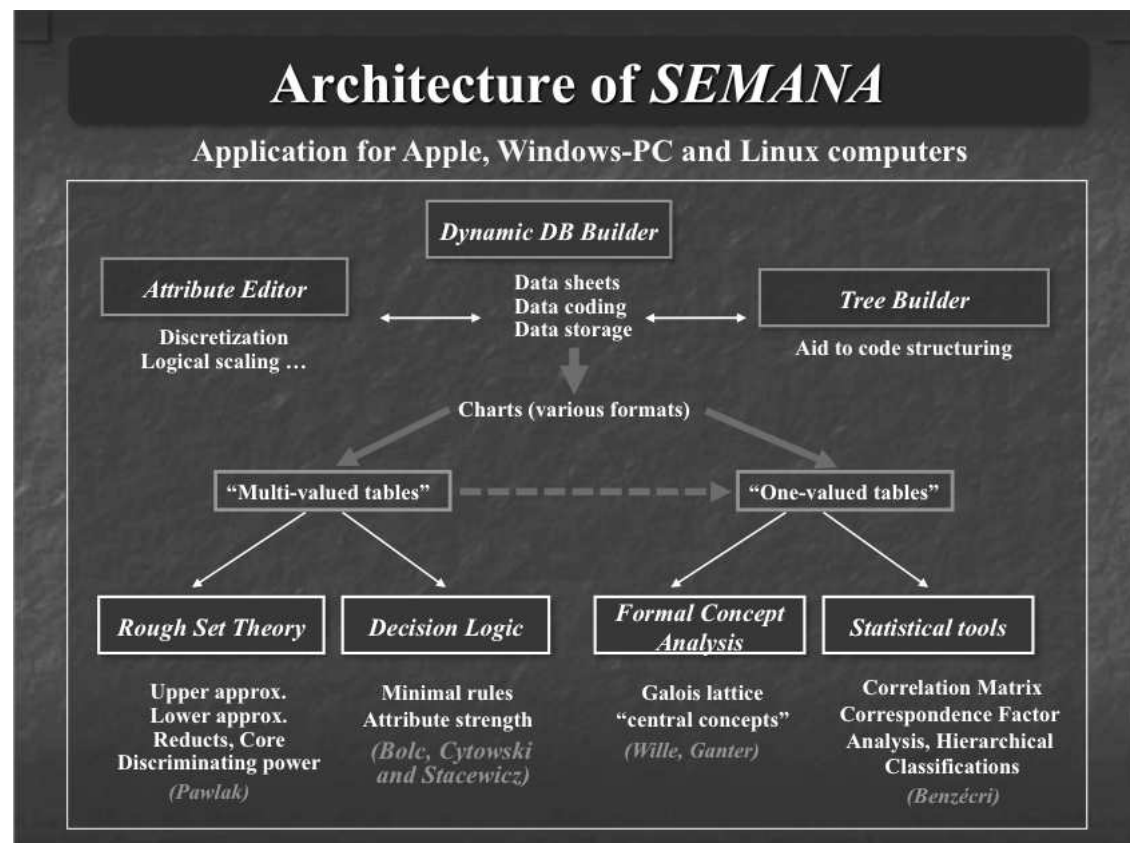 Architecture of SEMANA
Application for Apple, Windows-PC and Linux computers
Dynamic DB Builder
Data sheets
Data coding
Data storage
Attribute Editor
Discretization
Logical scaling …
Tree Builder
Aid to code structuring
Charts (various formats)
“Multi-valued tables”
“One-valued tables”
Rough Set Theory
Upper approx.
Lower approx.
Reducts, Core
Discriminating power
(Pawlak)
Decision Logic
Minimal rules
Attribute strength
(Bolc, Cytowski
and Stacewicz)
Formal Concept
Analysis
Galois lattice
“central concepts”
(Wille, Ganter)
Statistical tools
Correlation Matrix
Correspondence Factor
Analysis, Hierarchical
Classifications
(Benzécri)